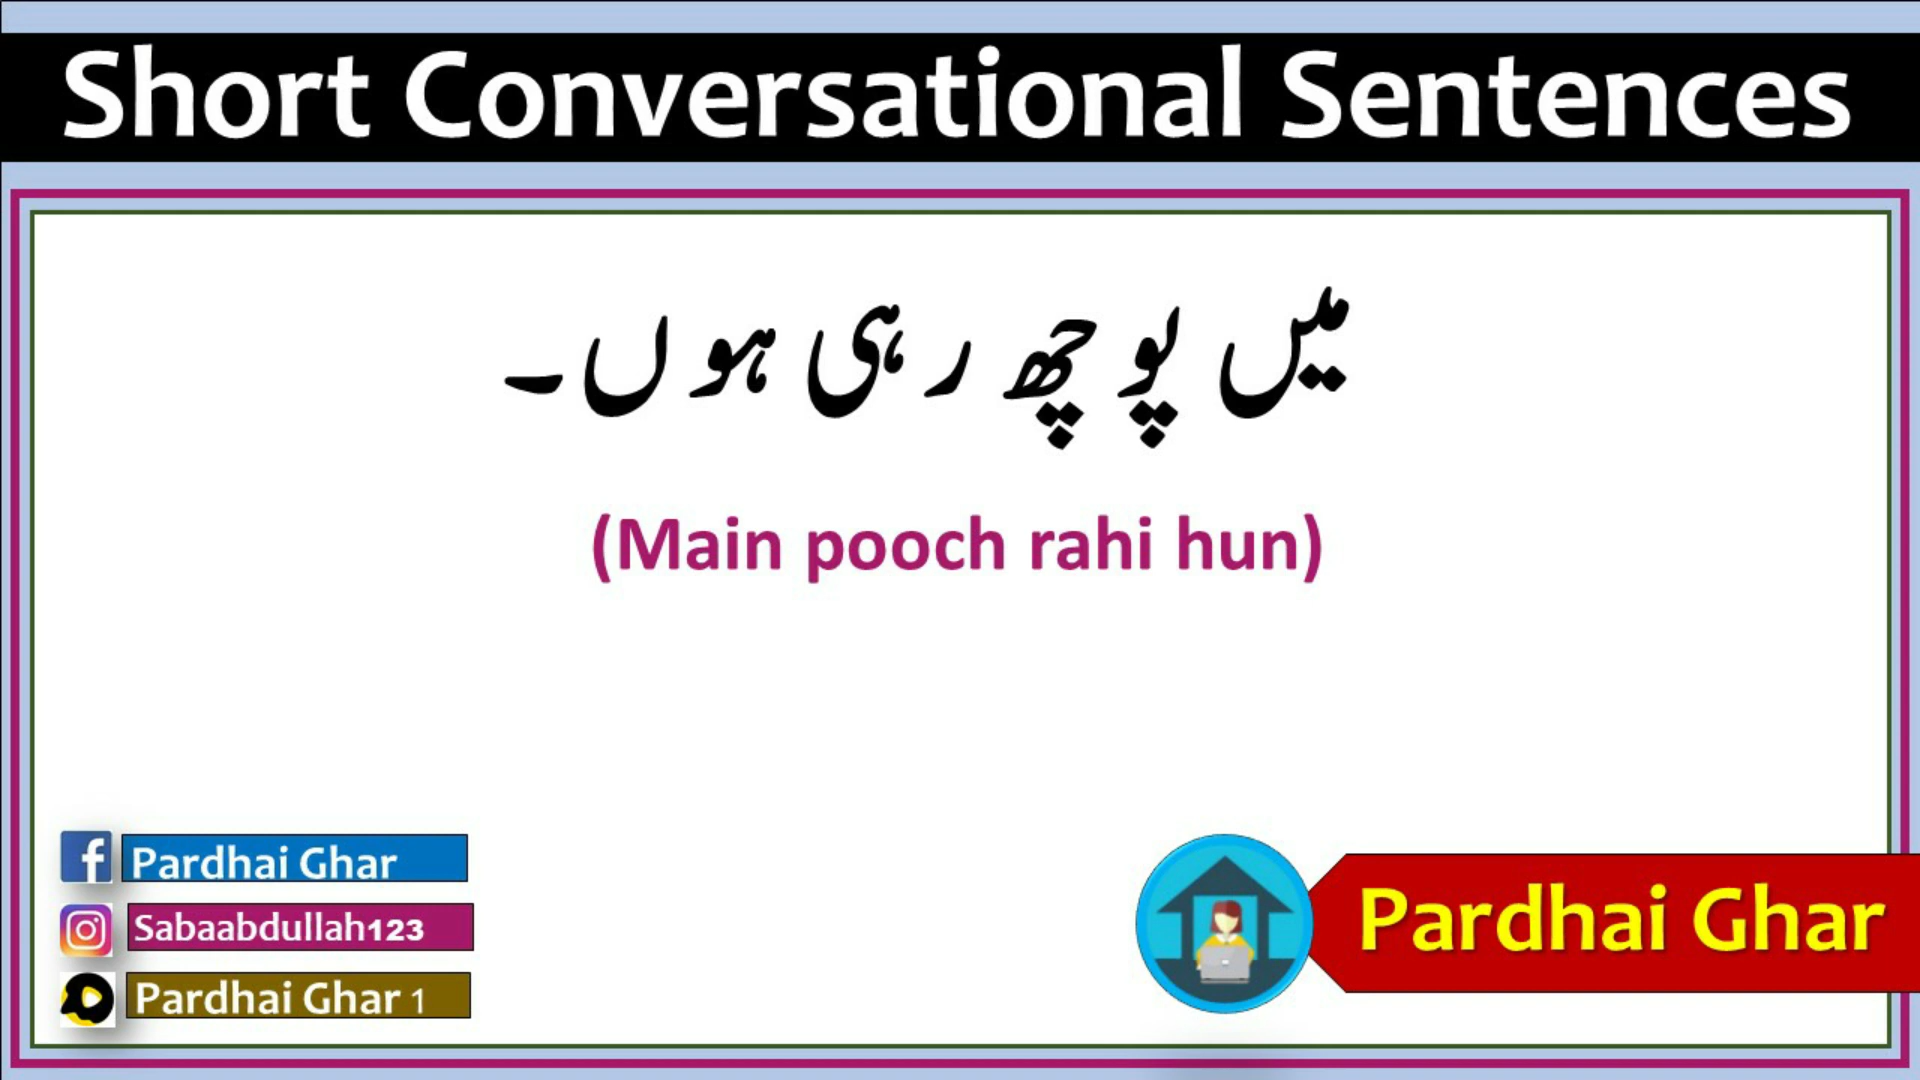 Short Conversational Sentences
میں پوچھ رہی ہوں۔
(Main pooch rahi hun)
Pardhai Ghar
Sabaabdullah123
Pardhai Ghar 1
Pardhai Ghar